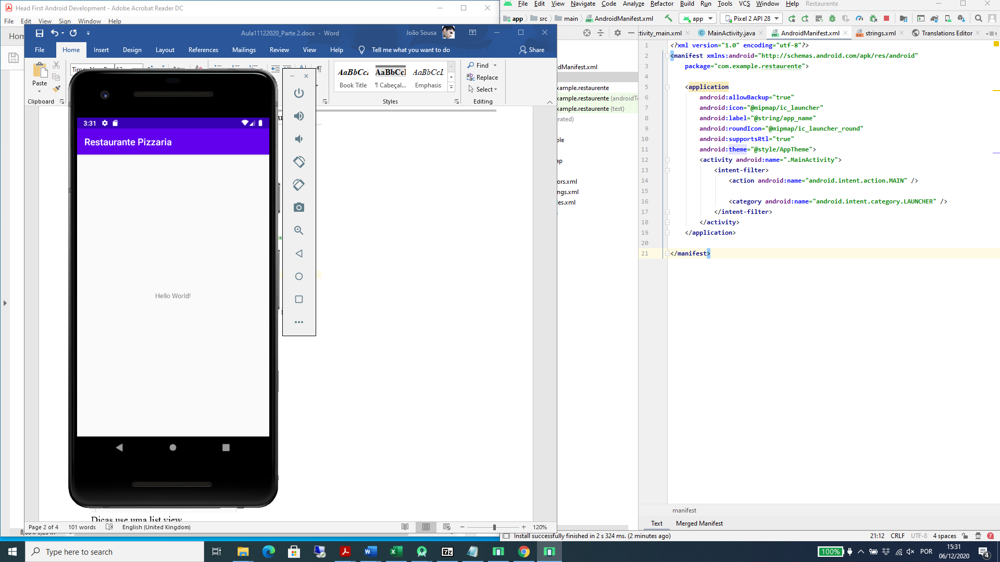 Head First Android Development - Adobe Acrobat Reader DC
File Edit View Sign Window Help
Aula11122020_Parte 2.docx - Word
João Sousa
File Home Insert Design Layout References Mailings Review View Help Tell me what you want to do Share
Paste
Clipboard
AaBbCcI AaBbCcI AaBbCcL
Book Title ¶ Cabeçal... Emphasis
Styles
Find
Replace
Select
Editing
3:31
Restaurante Pizzaria
Hello World!
Dicas use uma list view
Page 2 of 4 101 words English (United Kingdom) 120%
File Edit View Navigate Code Analyze Refactor Build Run Tools VCS Window Help Restaurente
app src main AndroidManifest.xml app Pixel 2 API 28
ctivity_main.xml MainActivity.java AndroidManifest.xml strings.xml Translations Editor
idManifest.xml
xample.restaurente
xample.restaurente (androidTe
xample.restaurente (test)
erated)
ble
ap
ors.xml
ngs.xml
les.xml
1 <?xml version="1.0" encoding="utf-8"?>
2 <manifest xmlns:android="http://schemas.android.com/apk/res/android"
3 package="com.example.restaurente">
4
5 <application
6 android:allowBackup="true"
7 android:icon="@mipmap/ic_launcher"
8 android:label="@string/app_name"
9 android:roundIcon="@mipmap/ic_launcher_round"
10 android:supportsRtl="true"
11 android:theme="@style/AppTheme">
12 <activity android:name=".MainActivity">
13 <intent-filter>
14 <action android:name="android.intent.action.MAIN" />
15
16 <category android:name="android.intent.category.LAUNCHER" />
17 </intent-filter>
18 </activity>
19 </application>
20
21 </manifest>
manifest
Text Merged Manifest
Install successfully finished in 2 s 324 ms. (2 minutes ago)
21:12 CRLF UTF-8 4 spaces
Type here to search
100% POR
15:31
06/12/2020
4